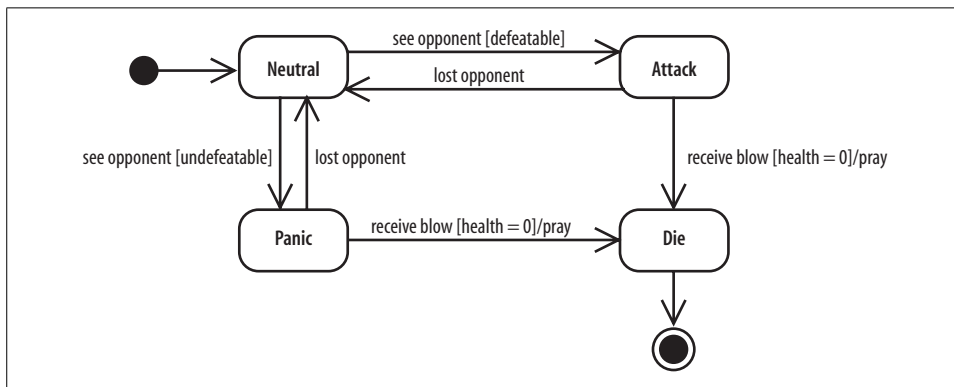 see opponent [defeatable]
Neutral
Attack
lost opponent
see opponent [undefeatable]
lost opponent
receive blow [health = 0]/pray
Panic
receive blow [health = 0]/pray
Die